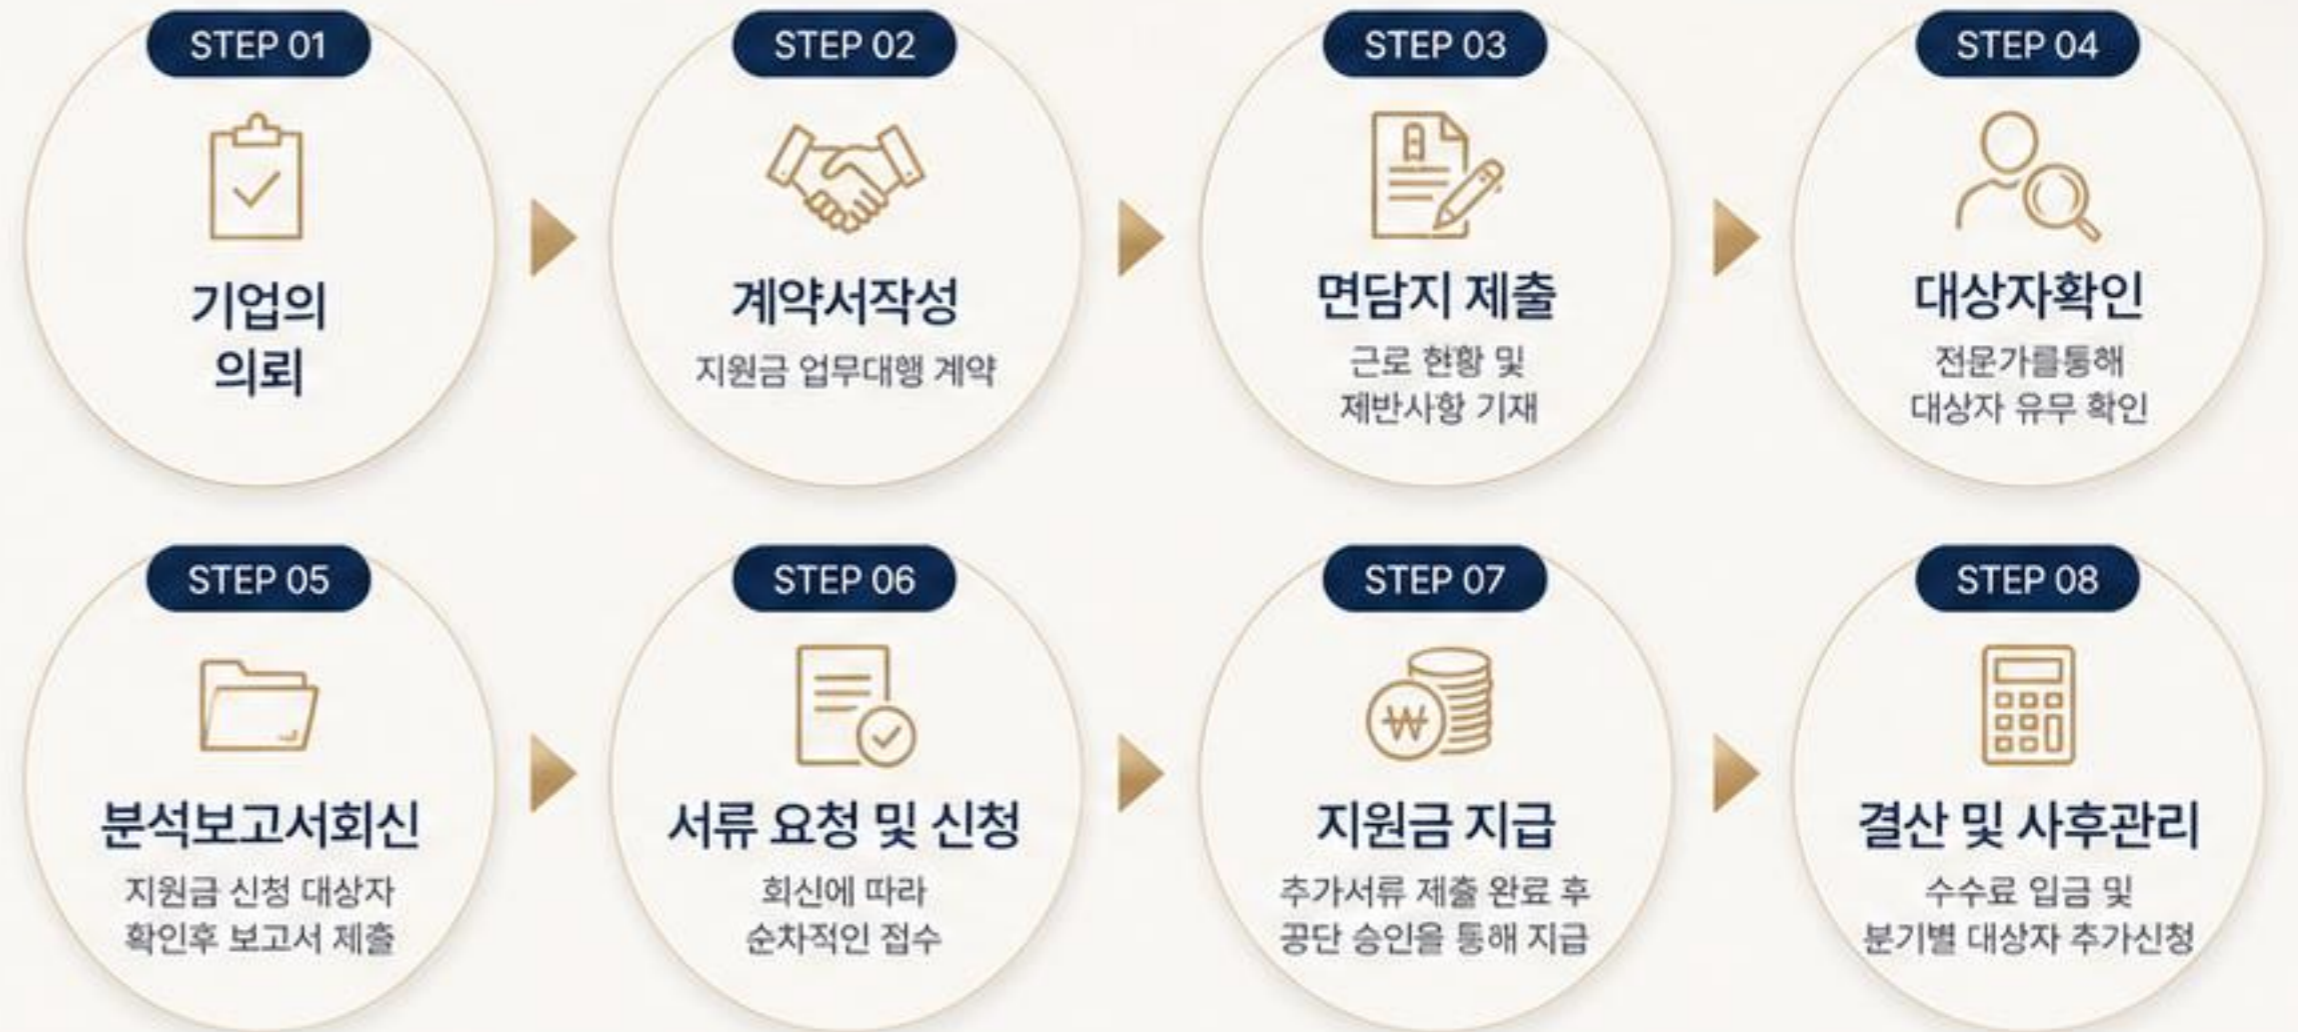 STEP 01
기업의
의뢰
STEP 02
계약서작성
지원금 업무대행 계약
STEP 03
면담지 제출
근로 현황 및
제반사항 기재
STEP 04
대상자확인
전문가를통해
대상자 유무 확인
STEP 05
분석보고서회신
지원금 신청 대상자
확인후 보고서 제출
STEP 06
서류 요청 및 신청
회신에 따라
순차적인 접수
STEP 07
₩
지원금 지급
추가서류 제출 완료 후
공단 승인을 통해 지급
STEP 08
결산 및 사후관리
수수료 입금 및
분기별 대상자 추가신청